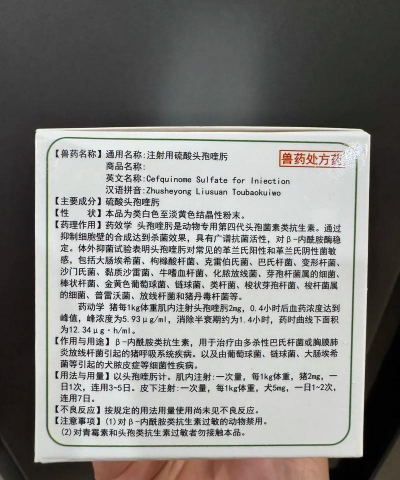 【兽药名称】通用名称:注射用硫酸头孢喹肟
兽药处方药
商品名称:
英文名称:Cefquinome Sulfate for Injection
汉语拼音:Zhusheyong Liusuan Toubaokuiwo
【主要成分】硫酸头孢喹肟
【性　　状】本品为类白色至淡黄色结晶性粉末。
【药理作用】药效学 头孢喹肟是动物专用第四代头孢菌素类抗生素。通过
抑制细胞壁的合成达到杀菌效果，具有广谱抗菌活性，对β-内酰胺酶稳
定。体外抑菌试验表明头孢喹肟对常见的革兰氏阳性和革兰氏阴性菌敏
感，包括大肠埃希菌、枸橼酸杆菌、克雷伯氏菌、巴氏杆菌、变形杆菌、
沙门氏菌、黏质沙雷菌、牛嗜血杆菌、化脓放线菌、芽孢杆菌属的细菌、
棒状杆菌、金黄色葡萄球菌、链球菌、类杆菌、梭状芽孢杆菌、梭杆菌属
的细菌、普雷沃菌、放线杆菌和猪丹毒杆菌等。
药动学 猪每1kg体重肌内注射头孢喹肟2mg，0.4小时后血药浓度达到
峰值，峰浓度为5.93μg/ml，消除半衰期约为1.4小时，药时曲线下面积
为12.34μg·h/ml。
【作用与用途】β-内酰胺类抗生素，用于治疗由多杀性巴氏杆菌或胸膜肺
炎放线杆菌引起的猪呼吸系统疾病。以及由葡萄球菌、链球菌、大肠埃希
菌等引起的犬脓皮症等细菌性疾病。
【用法与用量】以头孢喹肟计。肌内注射:一次量，每1kg体重，猪2mg，一
日1次，连用3-5日。皮下注射:一次量，每1kg体重，犬5mg，一日1~2次，
连用7日。
【不良反应】按规定的用法用量使用尚未见不良反应。
【注意事项】(1)对β-内酰胺类抗生素过敏的动物禁用。
(2)对青霉素和头孢类抗生素过敏者勿接触本品。